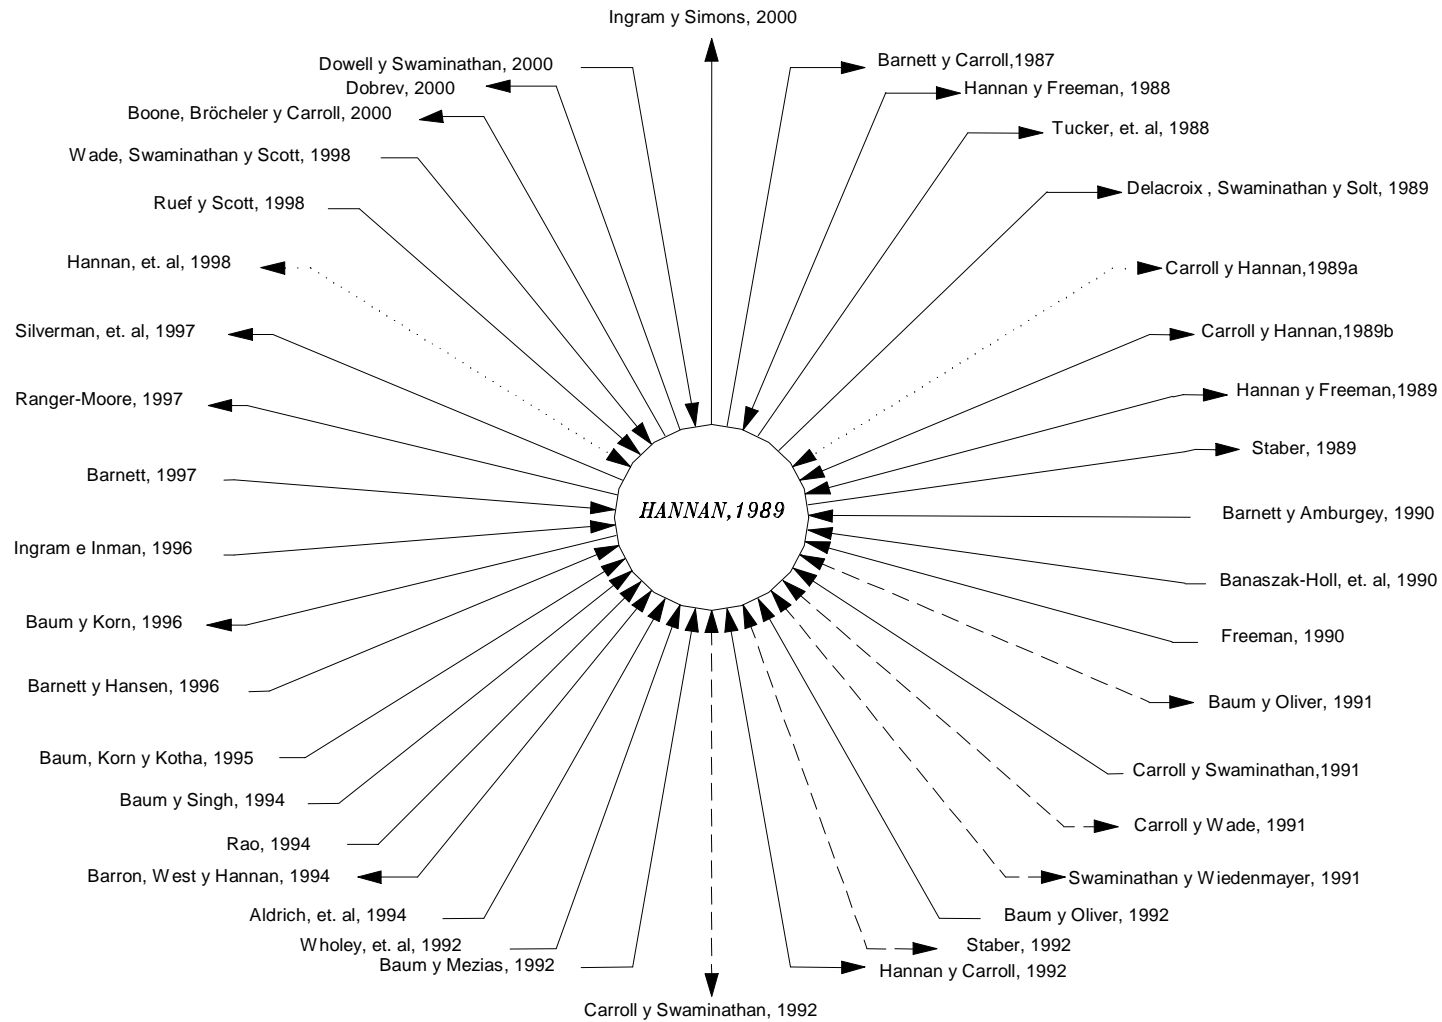 Ingram y Simons, 2000
Barnett y Carroll,1987
Hannan y Freeman, 1988
Tucker, et. al, 1988
Delacroix , Swaminathan y Solt, 1989
Carroll y Hannan,1989a
Carroll y Hannan,1989b
Hannan y Freeman,1989
Staber, 1989
Barnett y Amburgey, 1990
Banaszak-Holl, et. al, 1990
Freeman, 1990
Baum y Oliver, 1991
Carroll y Swaminathan,1991
Carroll y Wade, 1991
Swaminathan y Wiedenmayer, 1991
Baum y Oliver, 1992
Staber, 1992
Hannan y Carroll, 1992
Carroll y Swaminathan, 1992
Baum y Mezias, 1992
Wholey, et. al, 1992
Aldrich, et. al, 1994
Barron, West y Hannan, 1994
Rao, 1994
Baum y Singh, 1994
Baum, Korn y Kotha, 1995
Barnett y Hansen, 1996
Baum y Korn, 1996
Ingram e Inman, 1996
Barnett, 1997
Ranger-Moore, 1997
Silverman, et. al, 1997
Hannan, et. al, 1998
Ruef y Scott, 1998
Wade, Swaminathan y Scott, 1998
Boone, Bröcheler y Carroll, 2000
Dobrev, 2000
Dowell y Swaminathan, 2000
HANNAN,1989